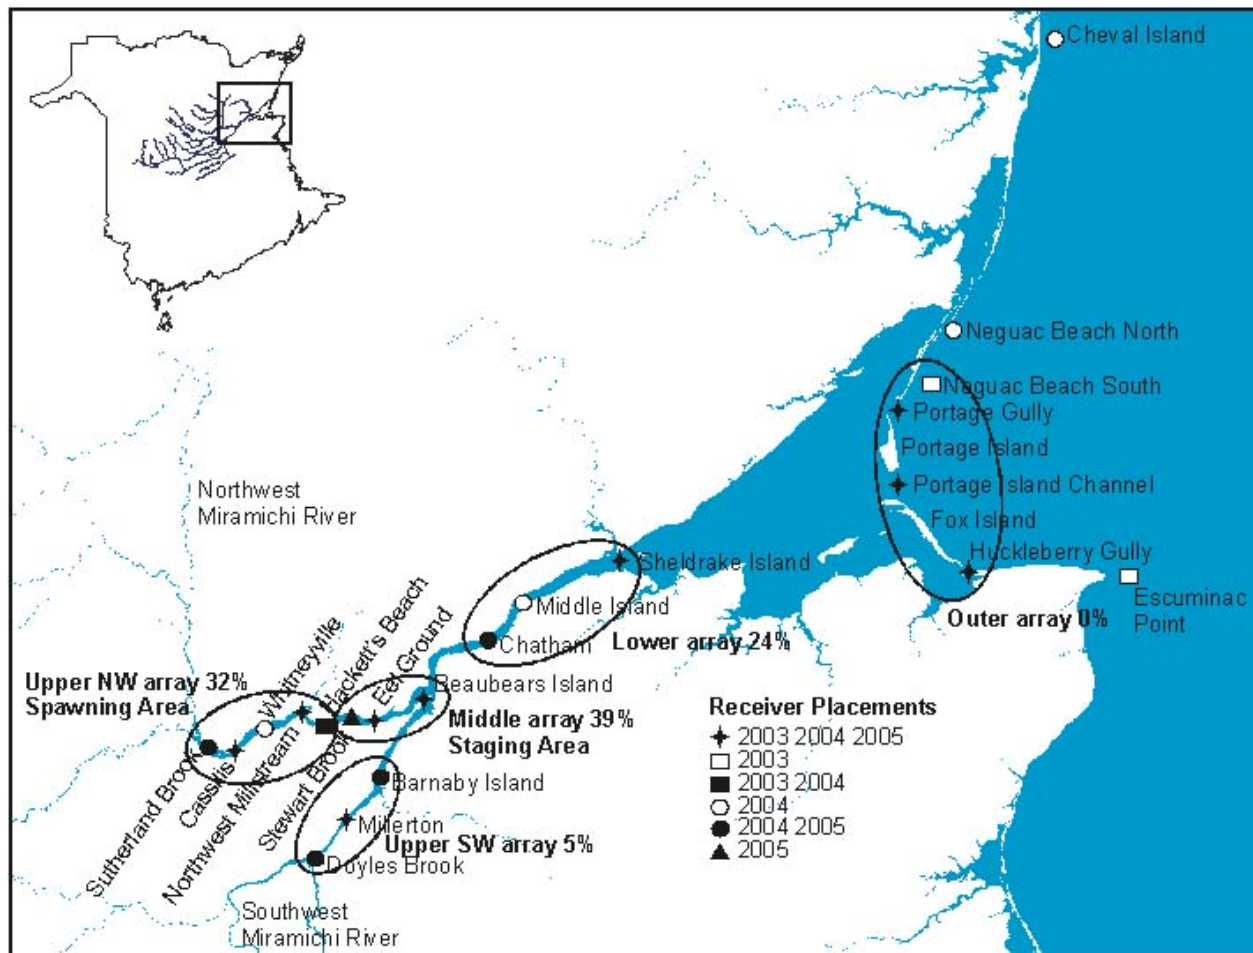 Cheval Island
Neguac Beach North
Neguac Beach South
Portage Gully
Portage Island
Portage Island Channel
Fox Island
Huckleberry Gully
Escuminac
Point
Outer array 0%
Northwest
Miramichi River
Sheldrake Island
Middle Island
Lower array 24%
Chatham
Beaubears Island
Middle array 39%
Staging Area
Upper NW array 32%
Spawning Area
Whitneyville
Hackett's Beach
Eel Ground
Sutherland Brook
Cassilis
Northwest Millstream
Stewart Brook
Barnaby Island
Millerton
Upper SW array 5%
Doyles Brook
Southwest
Miramichi River
Receiver Placements
2003 2004 2005
2003
2003 2004
2004
2004 2005
2005